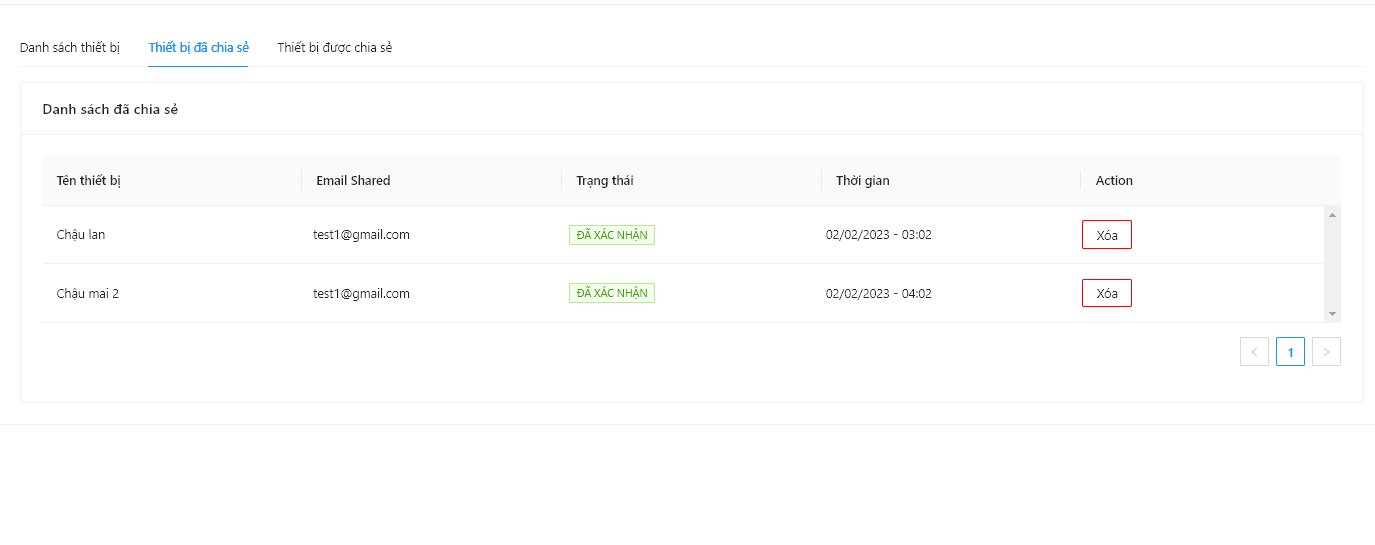 Danh sách thiết bị Thiết bị đã chia sẻ Thiết bị được chia sẻ
Danh sách đã chia sẻ
Tên thiết bị Email Shared Trạng thái Thời gian Action
Chậu lan test1@gmail.com ĐÃ XÁC NHẬN 02/02/2023 - 03:02 Xóa
Chậu mai 2 test1@gmail.com ĐÃ XÁC NHẬN 02/02/2023 - 04:02 Xóa
< 1 >